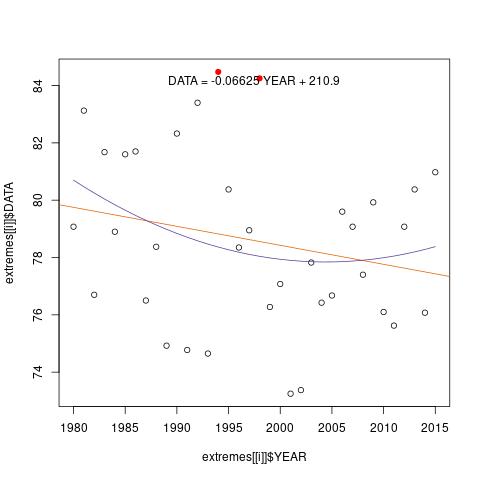 DATA = -0.06625 YEAR + 210.9
84
82
80
78
76
74
extremes[[i]]$DATA
1980 1985 1990 1995 2000 2005 2010 2015
extremes[[i]]$YEAR